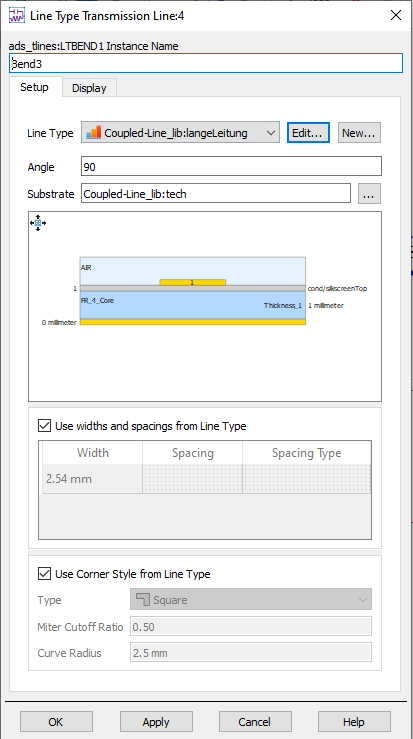 Line Type Transmission Line:4
ads_tlines:LTBEND1 Instance Name
Bend3
Setup Display
Line Type Coupled-Line_lib:langeLeitung Edit... New...
Angle 90
Substrate Coupled-Line_lib:tech ...
AIR
1
1 cond/silkscreenTop
FR_4_Core
Thickness_1 1 millimeter
0 millimeter
Use widths and spacings from Line Type
Width Spacing Spacing Type
2.54 mm
Use Corner Style from Line Type
Type Square
Miter Cutoff Ratio 0.50
Curve Radius 2.5 mm
OK Apply Cancel Help